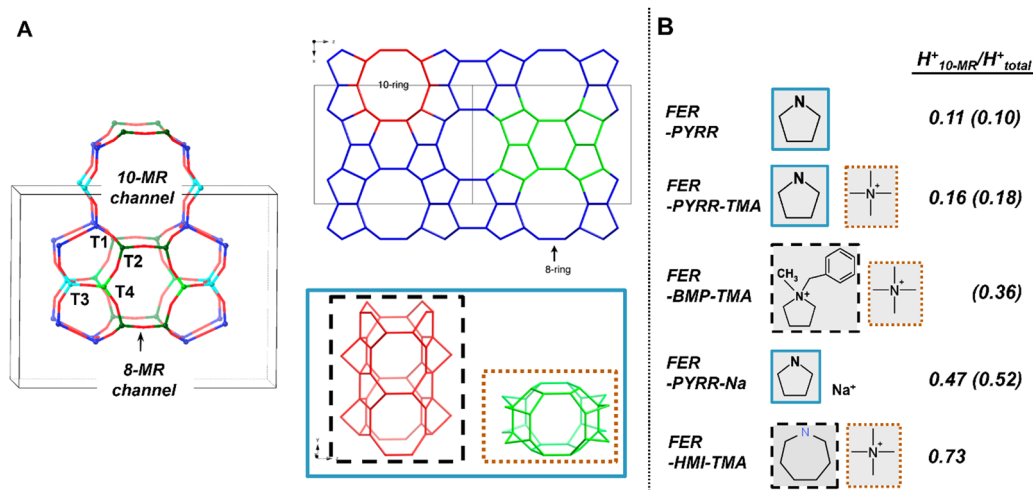 A
10-MR
channel
T1
T2
T3
T4
8-MR
channel
10-ring
8-ring
B
H⁺10-MR/H⁺total
FER
-PYRR
N
0.11 (0.10)
FER
-PYRR-TMA
N
N⁺
0.16 (0.18)
FER
-BMP-TMA
CH₃
N⁺
N⁺
(0.36)
FER
-PYRR-Na
N
Na⁺
0.47 (0.52)
FER
-HMI-TMA
N
N⁺
0.73